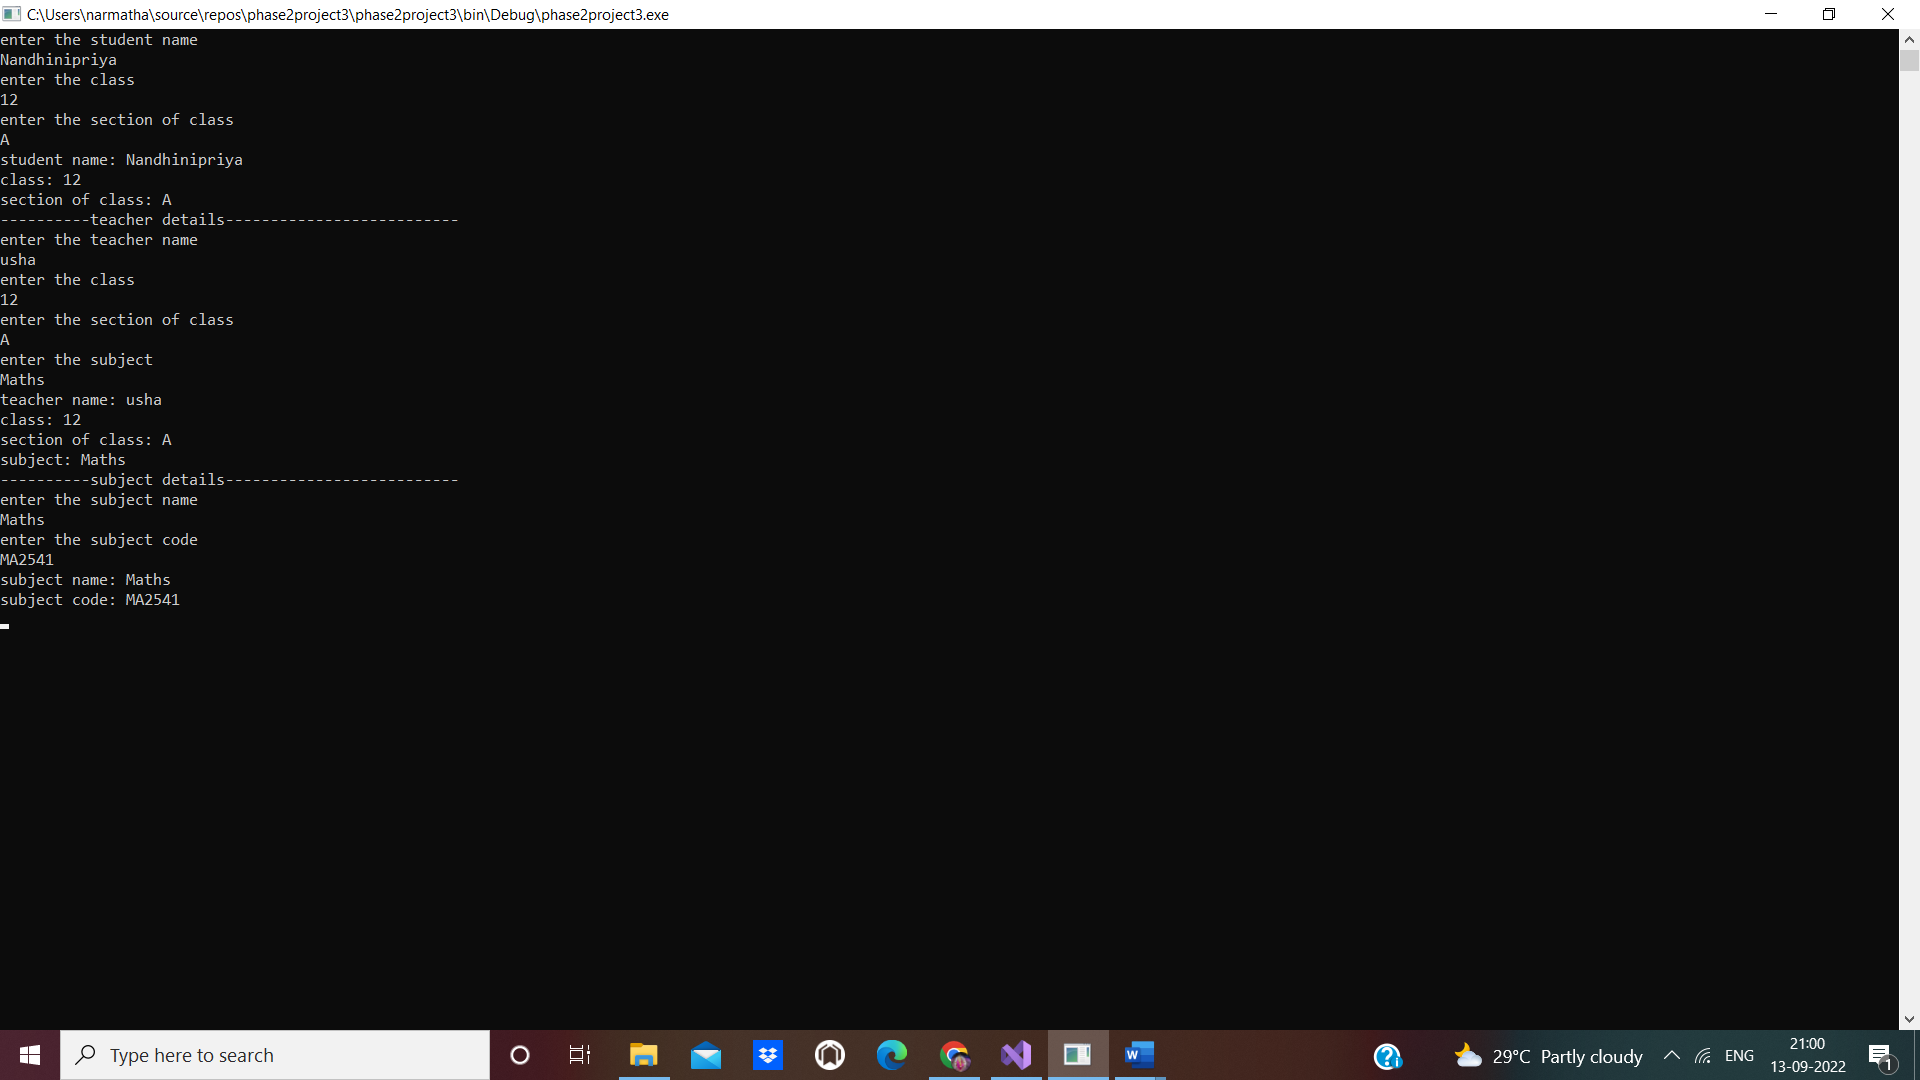 C:\Users\narmatha\source\repos\phase2project3\phase2project3\bin\Debug\phase2project3.exe
enter the student name
Nandhinipriya
enter the class
12
enter the section of class
A
student name: Nandhinipriya
class: 12
section of class: A
----------teacher details--------------------------
enter the teacher name
usha
enter the class
12
enter the section of class
A
enter the subject
Maths
teacher name: usha
class: 12
section of class: A
subject: Maths
----------subject details--------------------------
enter the subject name
Maths
enter the subject code
MA2541
subject name: Maths
subject code: MA2541
Type here to search
29°C Partly cloudy
ENG
21:00
13-09-2022
1